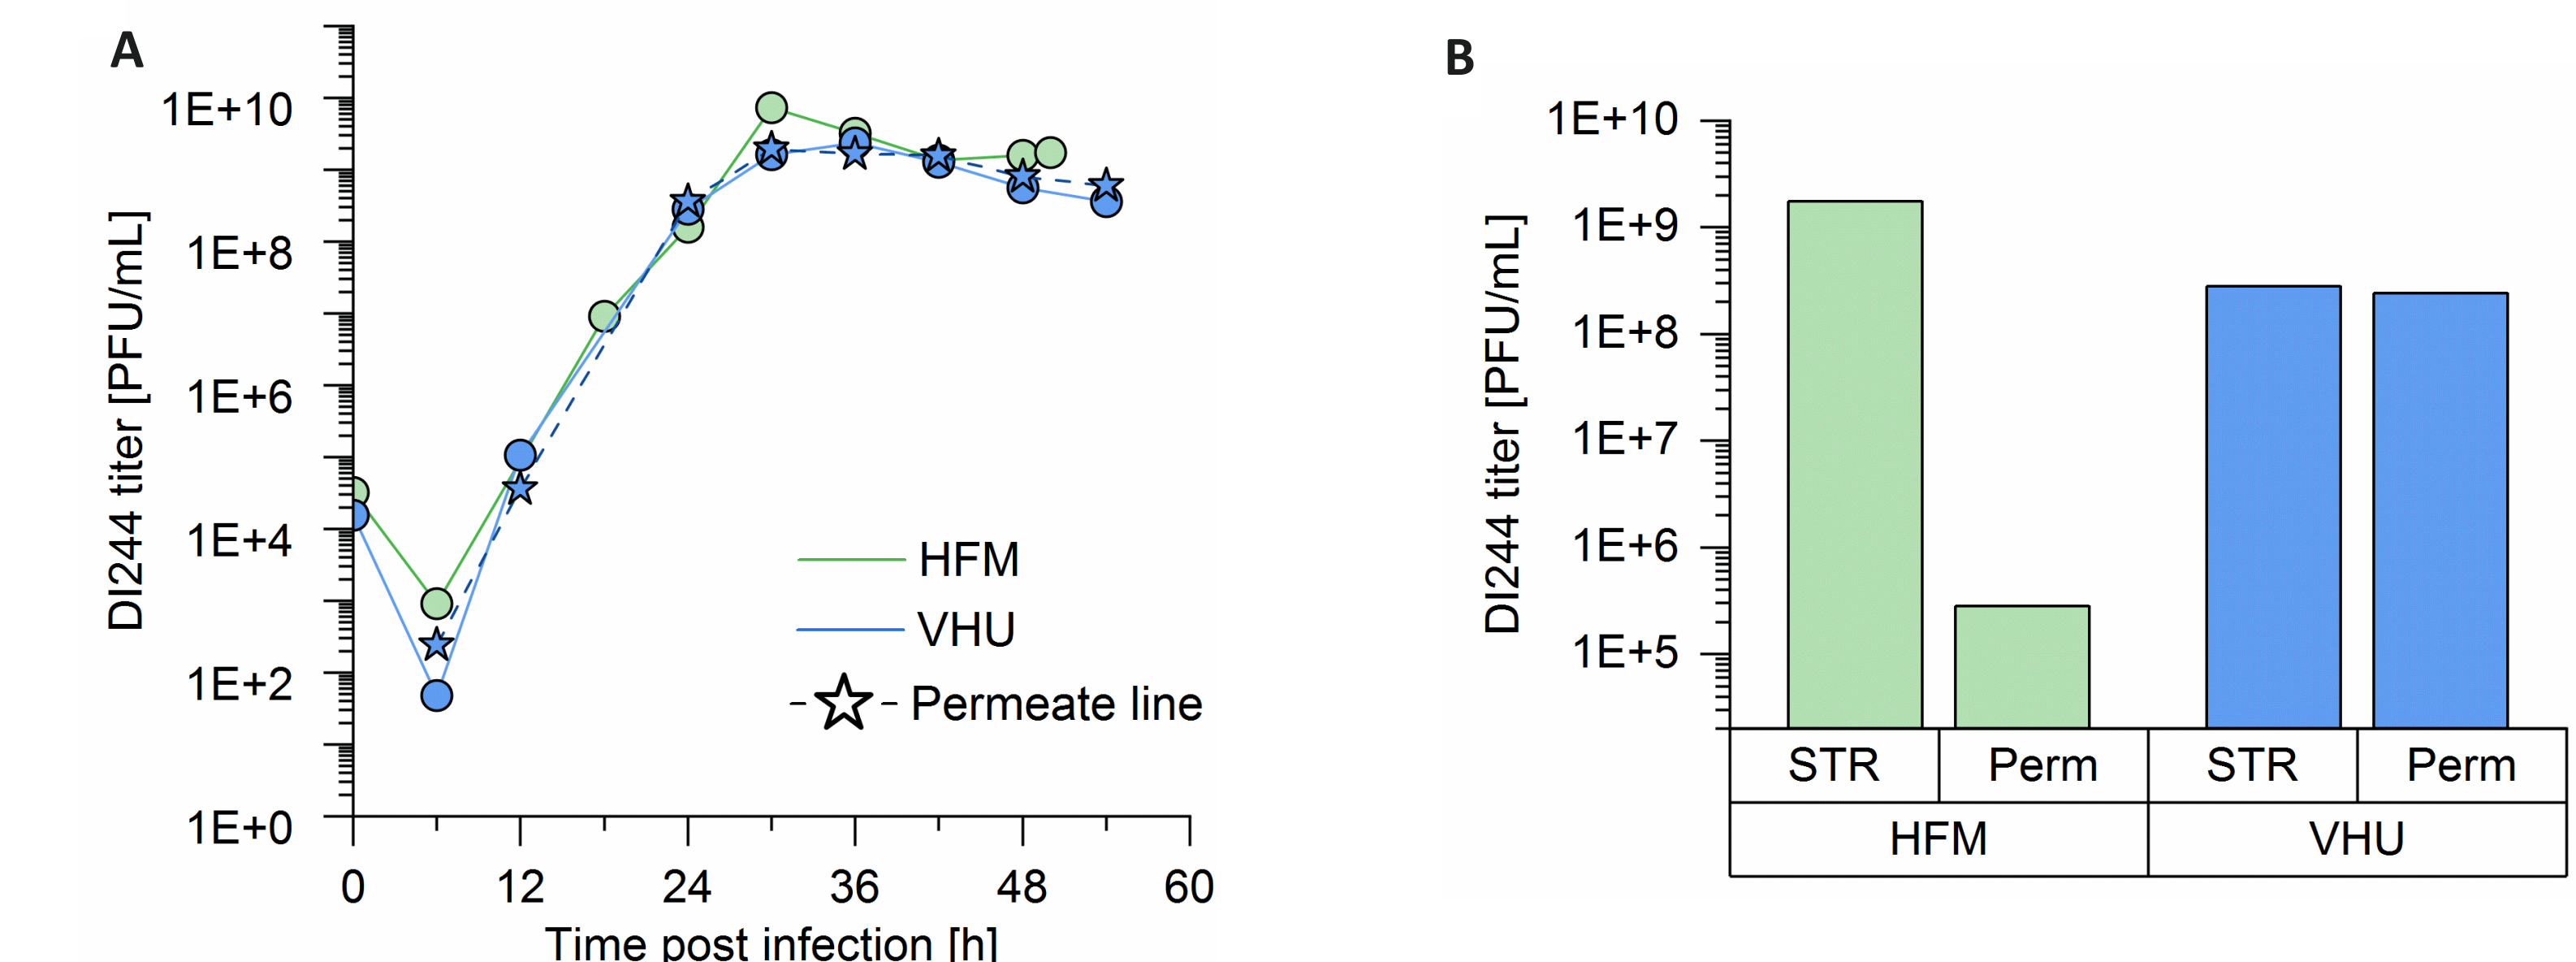 A
DI244 titer [PFU/mL]
1E+10
1E+8
1E+6
1E+4
1E+2
1E+0
0 12 24 36 48 60
Time post infection [h]
HFM
VHU
Permeate line
B
DI244 titer [PFU/mL]
1E+10
1E+9
1E+8
1E+7
1E+6
1E+5
STR Perm STR Perm
HFM VHU